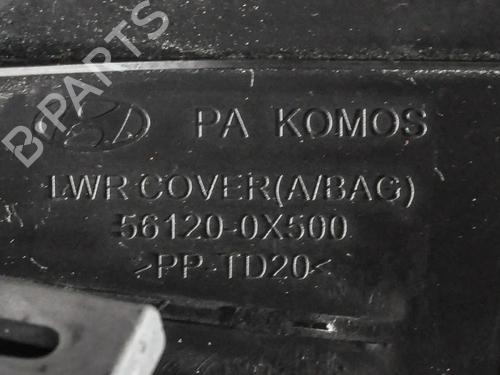 B-PARTS
PA KOMOS
LWR COVER(A/BAG)
56120-0X500
>PP-TD20<